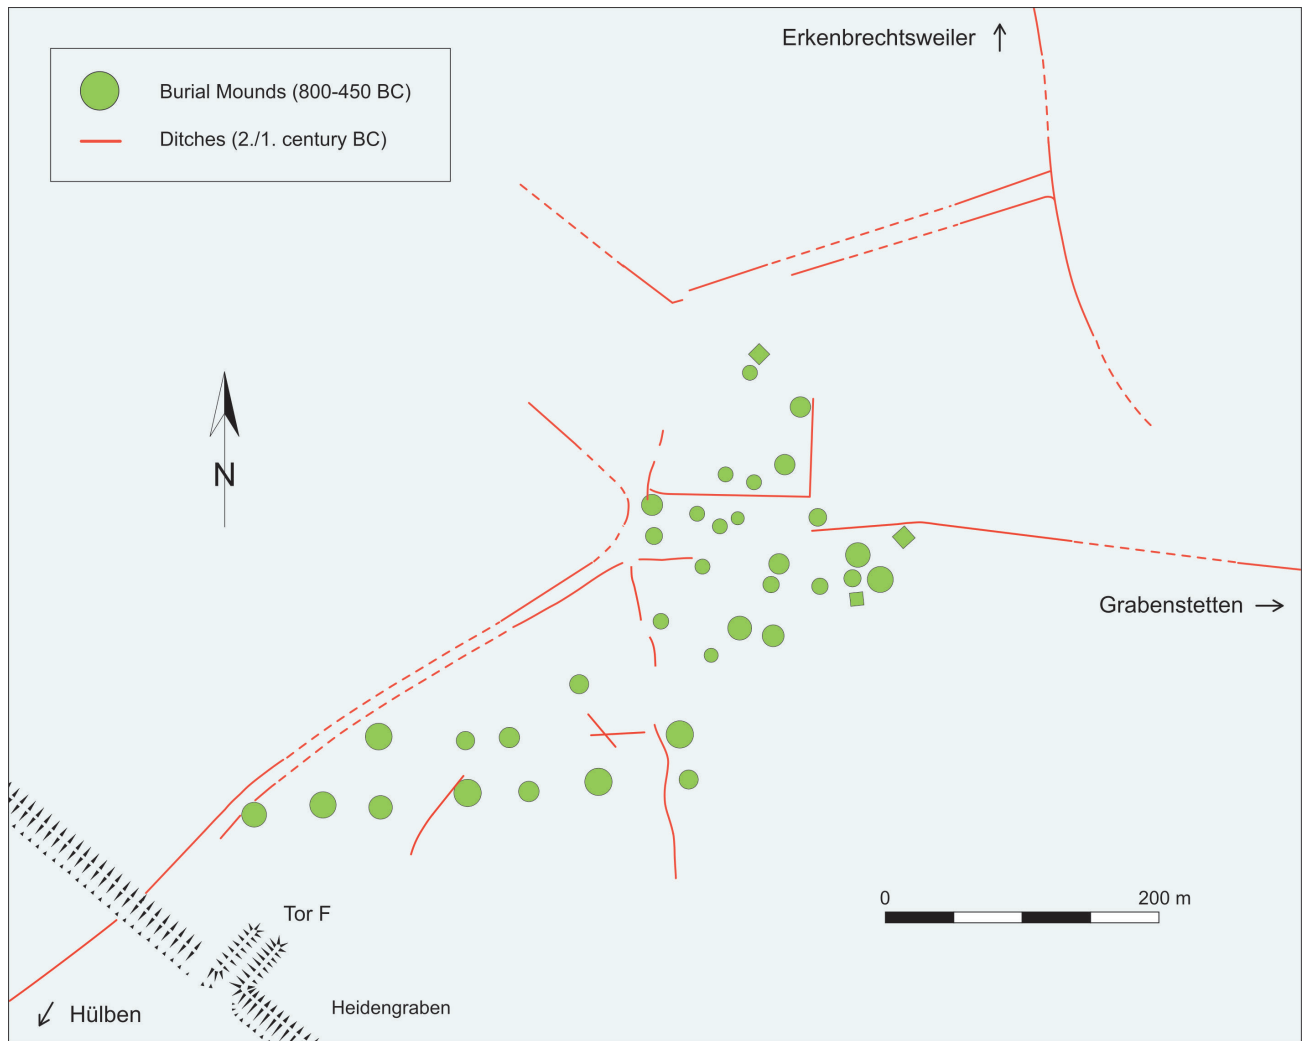 Erkenbrechtsweiler
Burial Mounds (800-450 BC)
Ditches (2./1. century BC)
N
Grabenstetten
0 200 m
Tor F
Heidengraben
Hülben